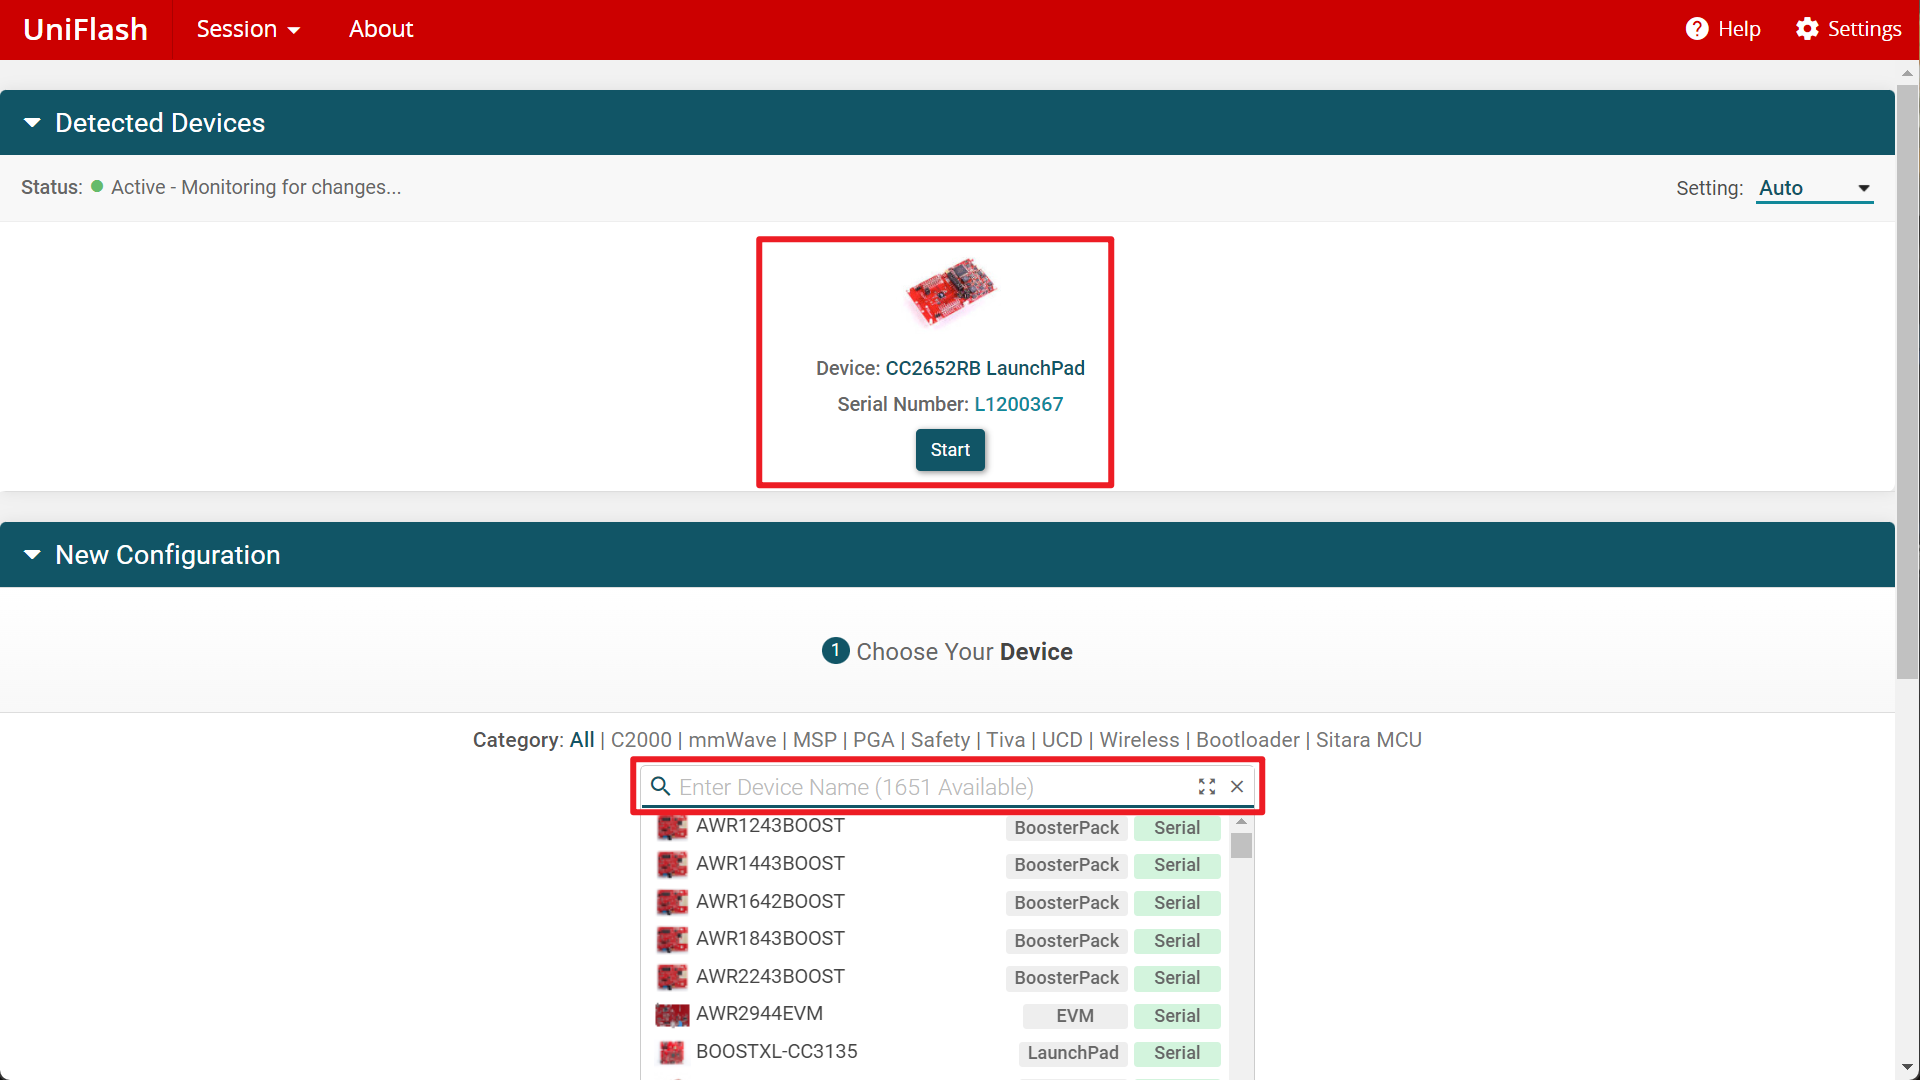 UniFlash Session About Help Settings
Detected Devices
Status: Active - Monitoring for changes... Setting: Auto
Device: CC2652RB LaunchPad
Serial Number: L1200367
Start
New Configuration
1 Choose Your Device
Category: All | C2000 | mmWave | MSP | PGA | Safety | Tiva | UCD | Wireless | Bootloader | Sitara MCU
Enter Device Name (1651 Available)
AWR1243BOOST BoosterPack Serial
AWR1443BOOST BoosterPack Serial
AWR1642BOOST BoosterPack Serial
AWR1843BOOST BoosterPack Serial
AWR2243BOOST BoosterPack Serial
AWR2944EVM EVM Serial
BOOSTXL-CC3135 LaunchPad Serial